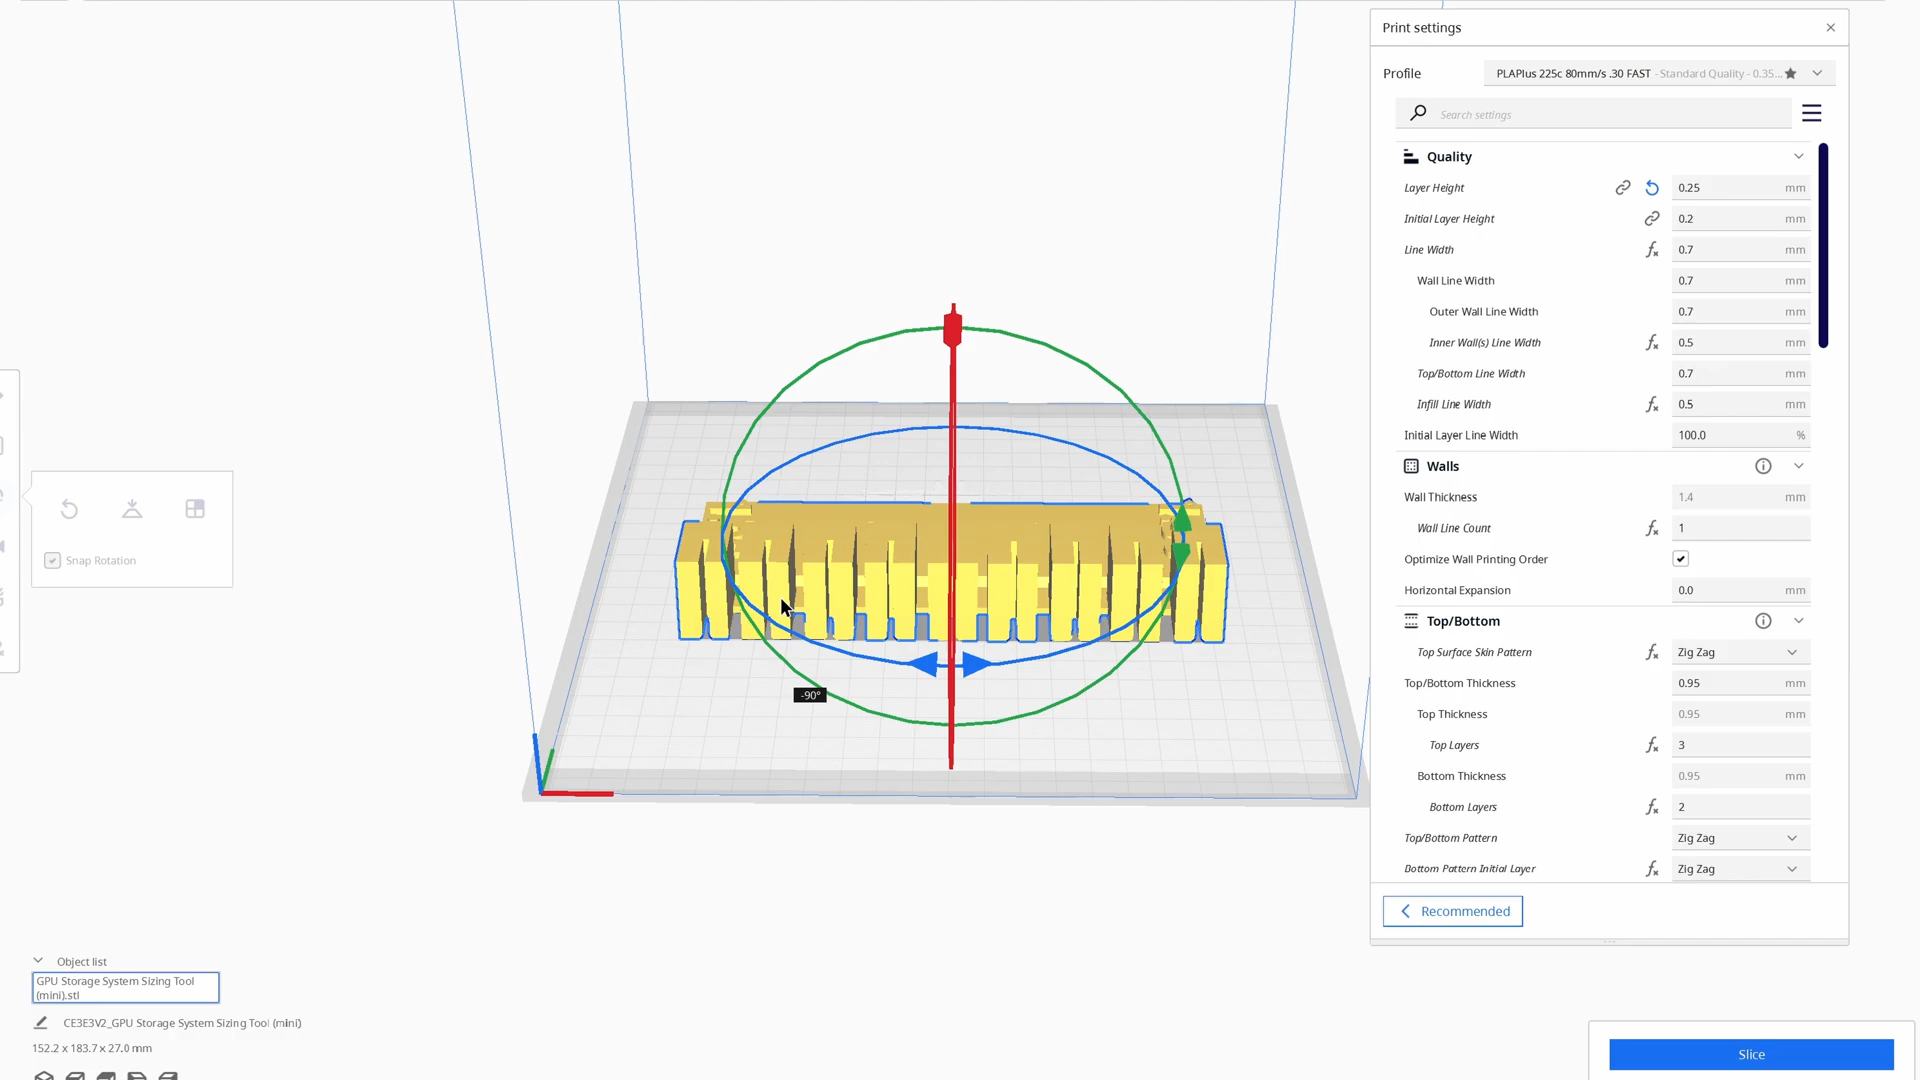 Print settings
Profile
PLAPlus 225c 80mm/s .30 FAST - Standard Quality - 0.35...
Search settings
Quality
Layer Height 0.25 mm
Initial Layer Height 0.2 mm
Line Width 0.7 mm
Wall Line Width 0.7 mm
Outer Wall Line Width 0.7 mm
Inner Wall(s) Line Width 0.5 mm
Top/Bottom Line Width 0.7 mm
Infill Line Width 0.5 mm
Initial Layer Line Width 100.0 %
Walls
Wall Thickness 1.4 mm
Wall Line Count 1
Optimize Wall Printing Order
Horizontal Expansion 0.0 mm
Top/Bottom
Top Surface Skin Pattern Zig Zag
Top/Bottom Thickness 0.95 mm
Top Thickness 0.95 mm
Top Layers 3
Bottom Thickness 0.95 mm
Bottom Layers 2
Top/Bottom Pattern Zig Zag
Bottom Pattern Initial Layer Zig Zag
Recommended
Snap Rotation
-90°
Object list
GPU Storage System Sizing Tool
(mini).stl
CE3E3V2_GPU Storage System Sizing Tool (mini)
152.2 x 183.7 x 27.0 mm
Slice